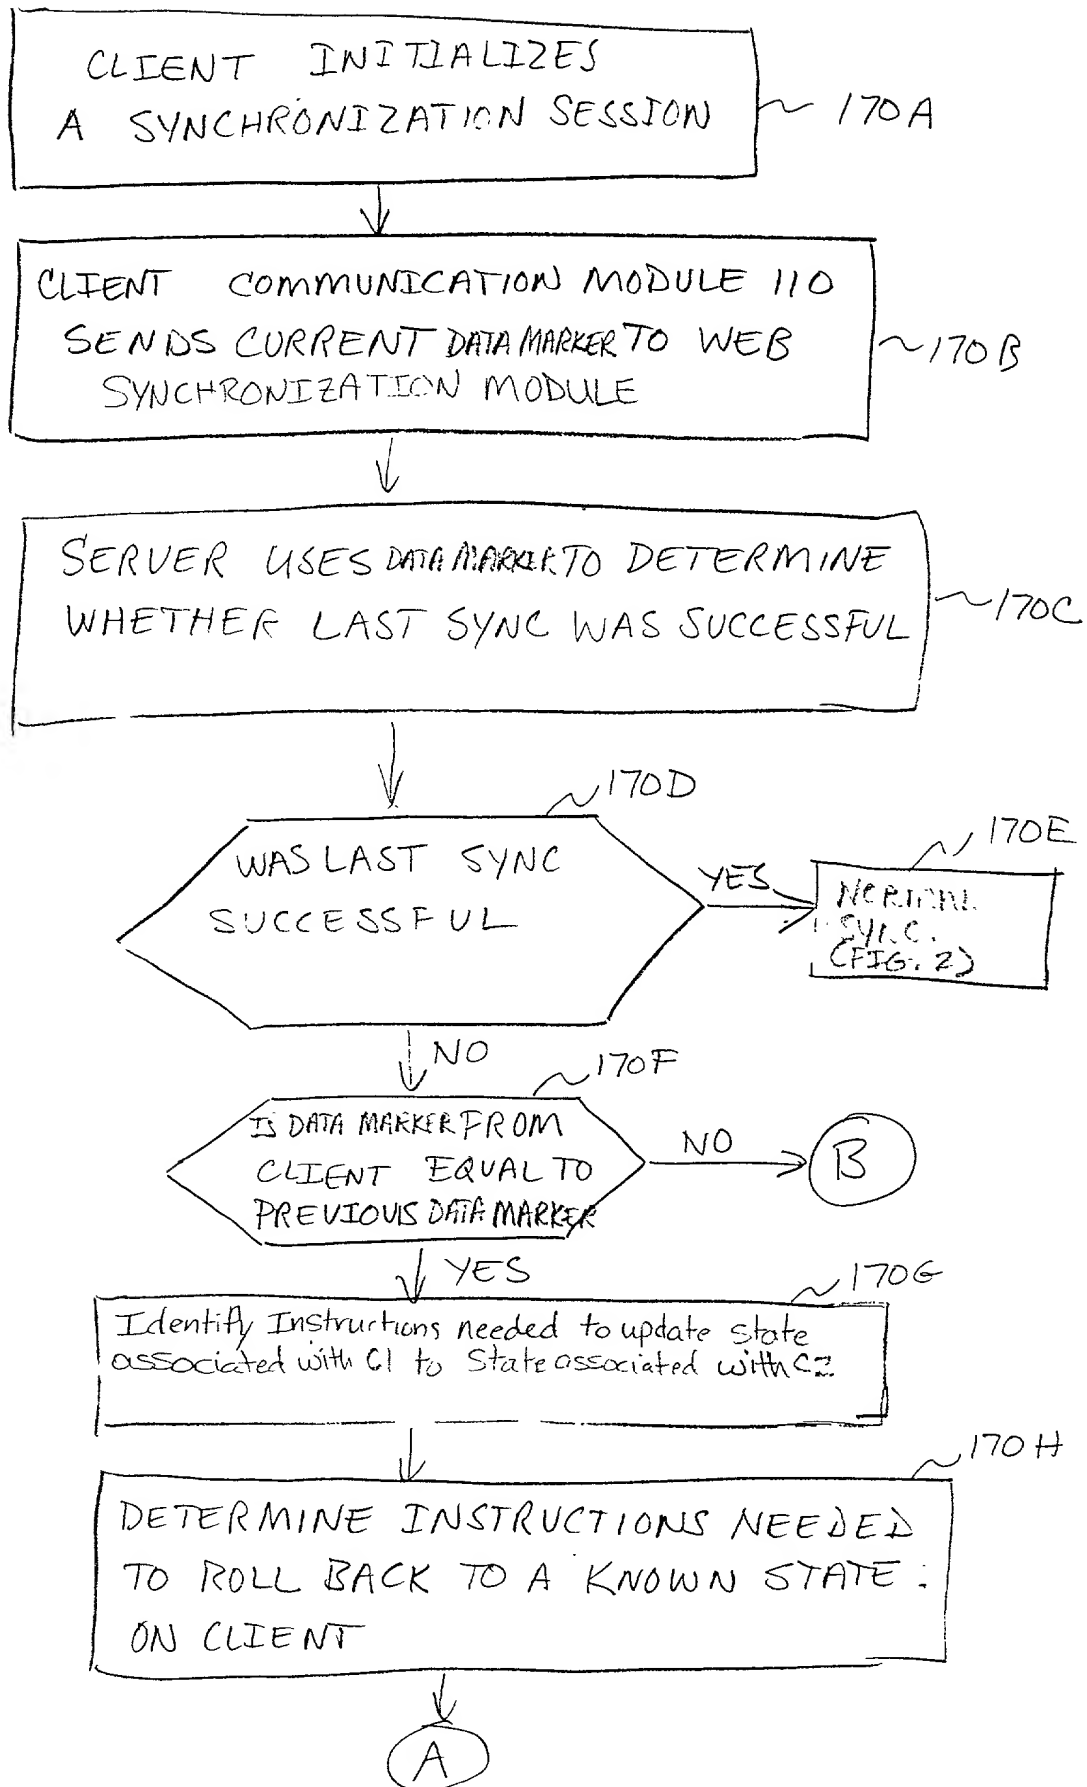 CLIENT INITIALIZES
A SYNCHRONIZATION SESSION
170A
CLIENT COMMUNICATION MODULE 110
SENDS CURRENT DATA MARKER TO WEB
SYNCHRONIZATION MODULE
170B
SERVER USES DATA MARKER TO DETERMINE
WHETHER LAST SYNC WAS SUCCESSFUL
170C
170D
WAS LAST SYNC
SUCCESSFUL
YES
170E
NORMAL
SYNC.
(FIG. 2)
NO
170F
IS DATA MARKER FROM
CLIENT EQUAL TO
PREVIOUS DATA MARKER
NO
B
YES
170G
Identify Instructions needed to update state
associated with C1 to State associated with C2
170H
DETERMINE INSTRUCTIONS NEEDED
TO ROLL BACK TO A KNOWN STATE
ON CLIENT
A